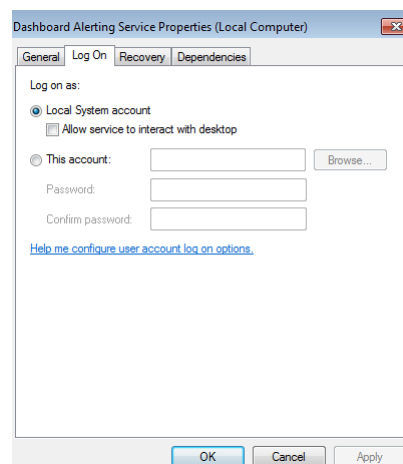 Dashboard Alerting Service Properties (Local Computer)
General Log On Recovery Dependencies
Log on as:
Local System account
Allow service to interact with desktop
This account:
Browse...
Password:
Confirm password:
Help me configure user account log on options.
OK Cancel Apply